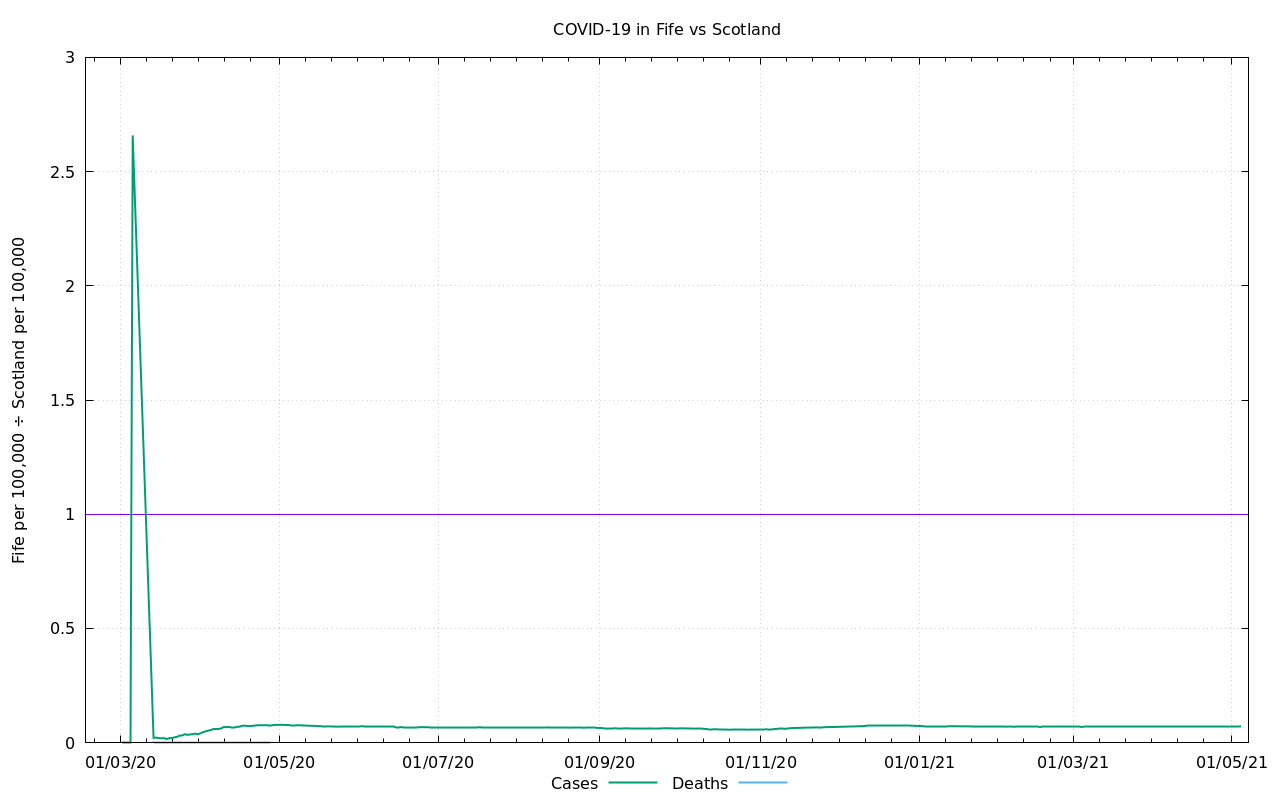 COVID-19 in Fife vs Scotland
Fife per 100,000 ÷ Scotland per 100,000
3
2.5
2
1.5
1
0.5
0
01/03/20 01/05/20 01/07/20 01/09/20 01/11/20 01/01/21 01/03/21 01/05/21
Cases Deaths